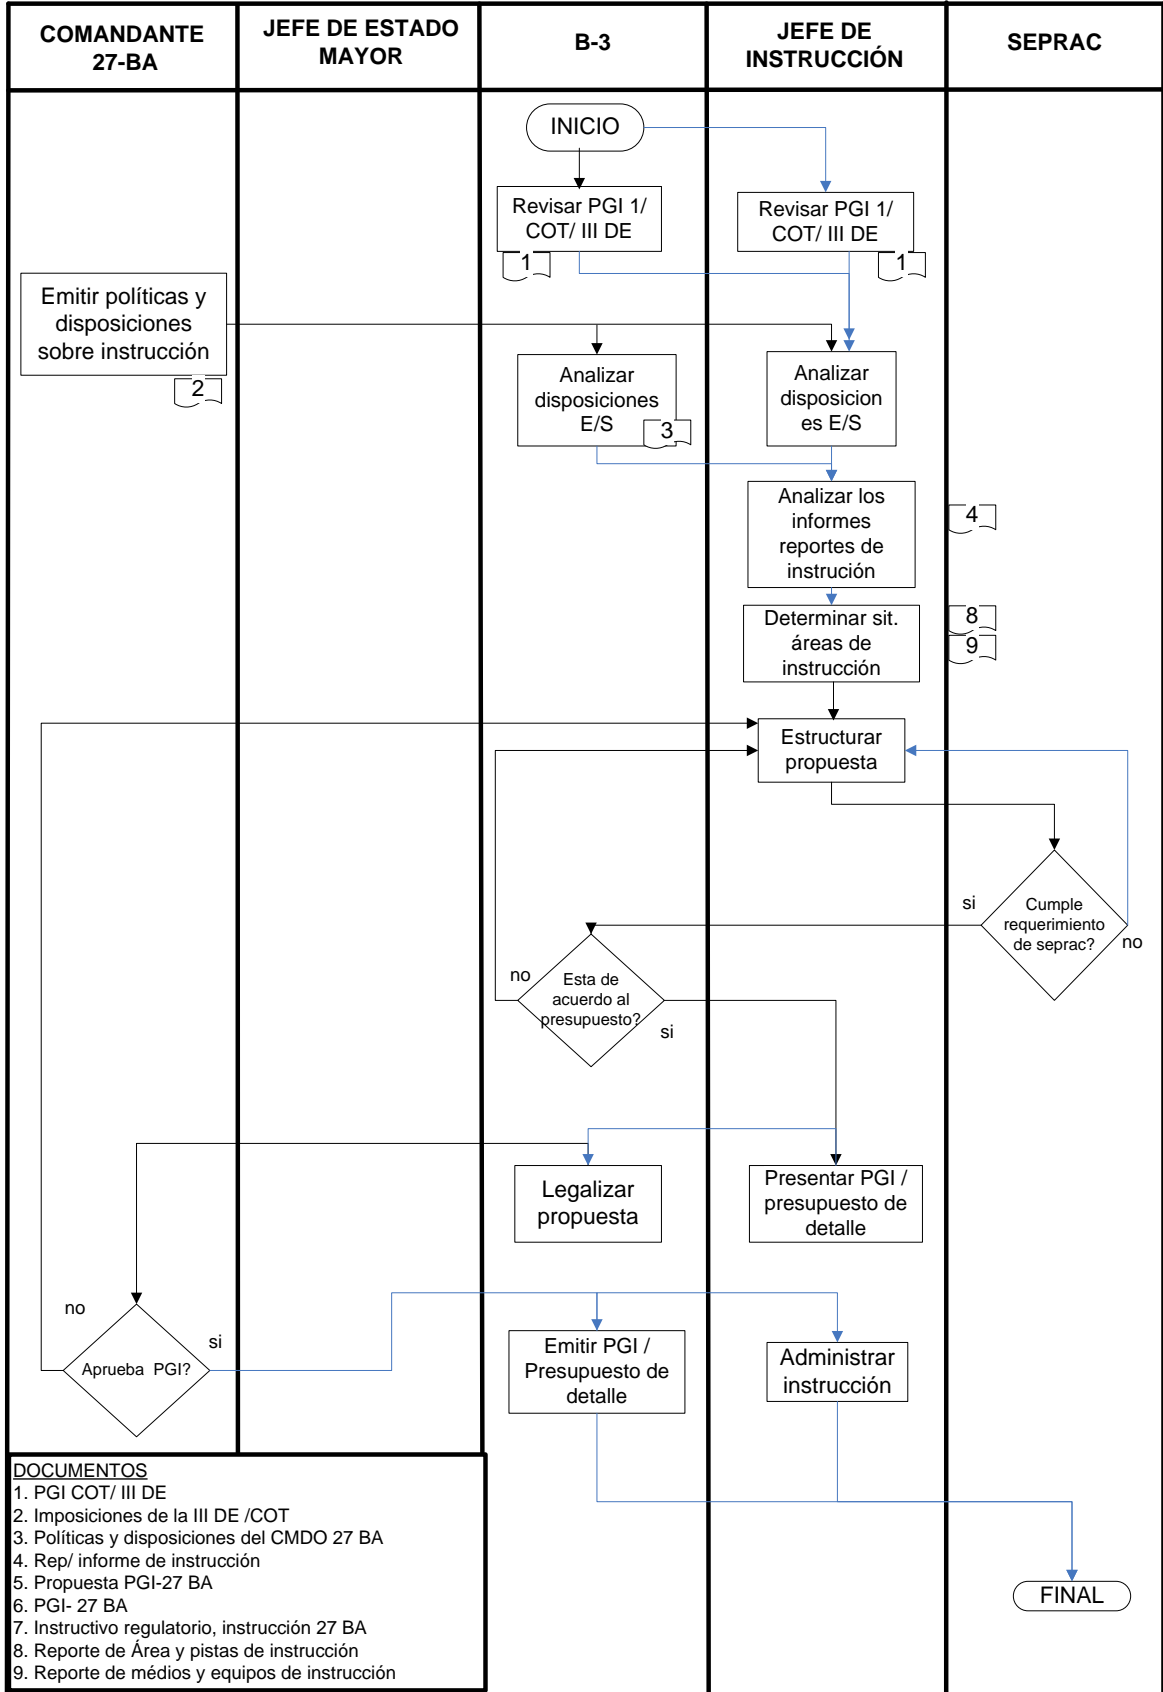 COMANDANTE
27-BA
JEFE DE ESTADO
MAYOR
B-3
JEFE DE
INSTRUCCIÓN
SEPRAC
INICIO
Revisar PGI 1/
COT/ III DE
1
Revisar PGI 1/
COT/ III DE
1
Emitir políticas y
disposiciones
sobre instrucción
2
Analizar
disposiciones
E/S
3
Analizar
disposicion
es E/S
Analizar los
informes
reportes de
instrución
4
Determinar sit.
áreas de
instrucción
8
9
Estructurar
propuesta
Cumple
requerimiento
de seprac?
si
no
Esta de
acuerdo al
presupuesto?
no
si
Legalizar
propuesta
Presentar PGI /
presupuesto de
detalle
no
Aprueba PGI?
si
Emitir PGI /
Presupuesto de
detalle
Administrar
instrucción
DOCUMENTOS
1. PGI COT/ III DE
2. Imposiciones de la III DE /COT
3. Políticas y disposiciones del CMDO 27 BA
4. Rep/ informe de instrucción
5. Propuesta PGI-27 BA
6. PGI- 27 BA
7. Instructivo regulatorio, instrucción 27 BA
8. Reporte de Área y pistas de instrucción
9. Reporte de médios y equipos de instrucción
FINAL